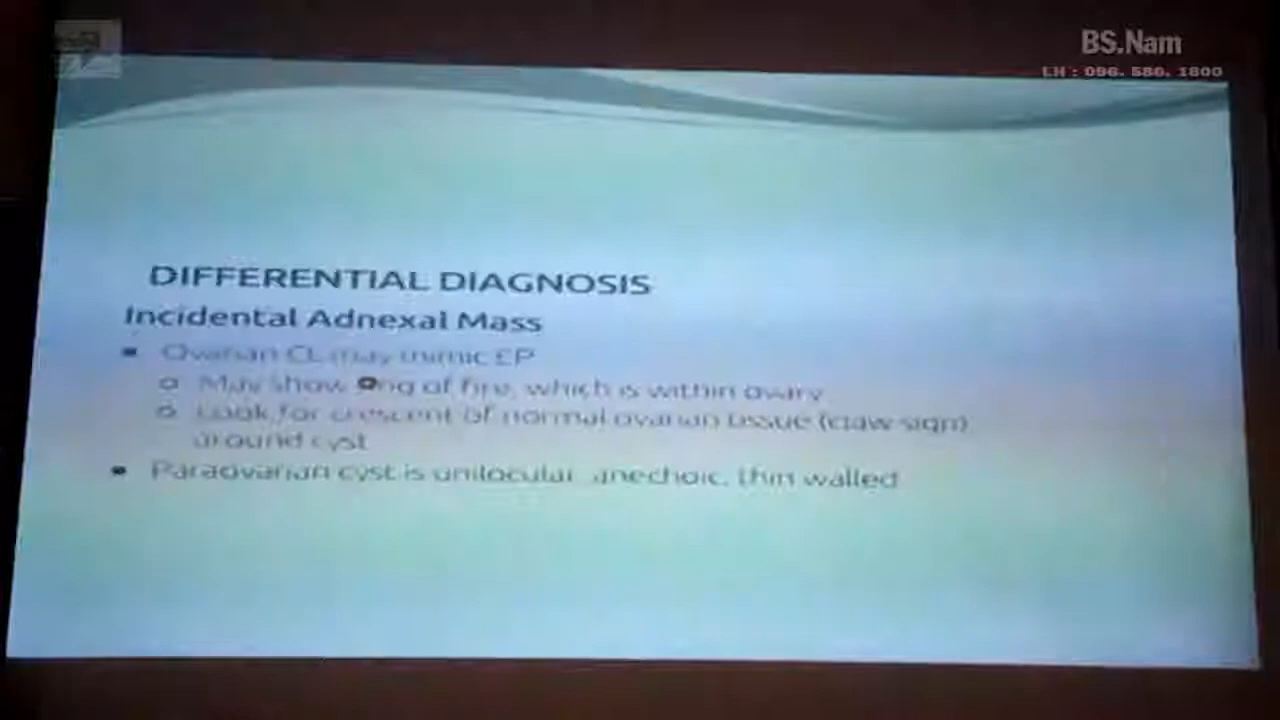 BS.Nam
LH : 096. 580. 1800
DIFFERENTIAL DIAGNOSIS
Incidental Adnexal Mass
Ovarian CL may mimic EP
May show ring of fire, which is within ovary
Look for crescent of normal ovarian tissue (claw sign)
around cyst
Paraovarian cyst is unilocular, anechoic, thin walled